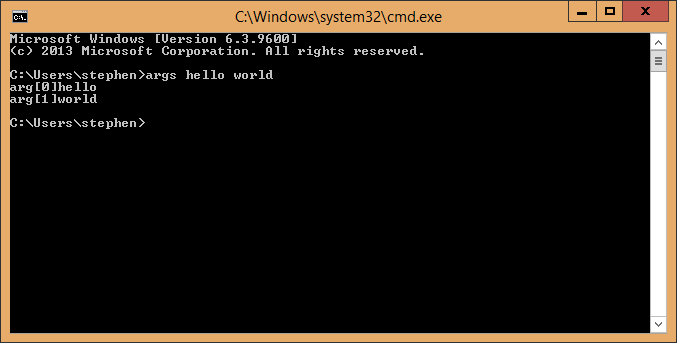 C:\Windows\system32\cmd.exe
Microsoft Windows [Version 6.3.9600]
(c) 2013 Microsoft Corporation. All rights reserved.
C:\Users\stephen>args hello world
arg[0]hello
arg[1]world
C:\Users\stephen>